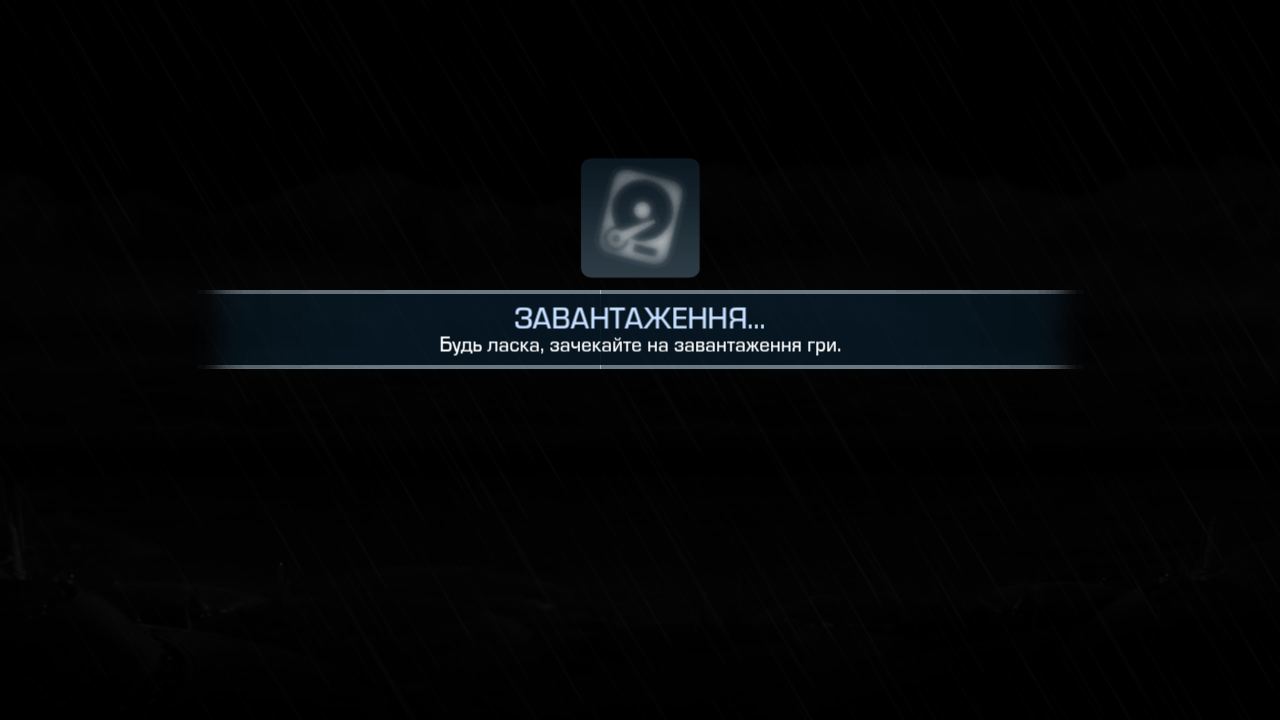 ЗАВАНТАЖЕННЯ...
Будь ласка, зачекайте на завантаження гри.